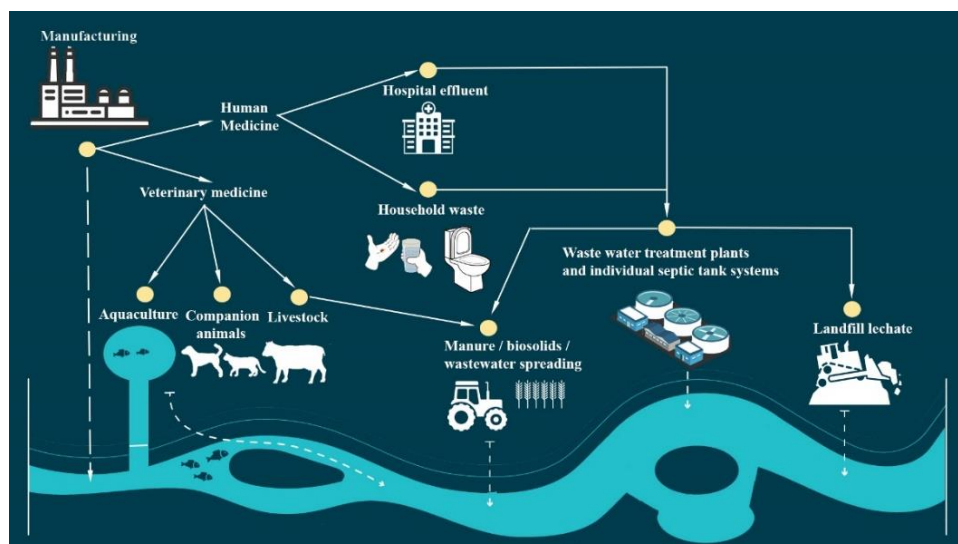 Manufacturing
Hospital effluent
Human
Medicine
Veterinary medicine
Household waste
Waste water treatment plants
and individual septic tank systems
Aquaculture
Companion
animals
Livestock
Manure / biosolids /
wastewater spreading
Landfill lechate